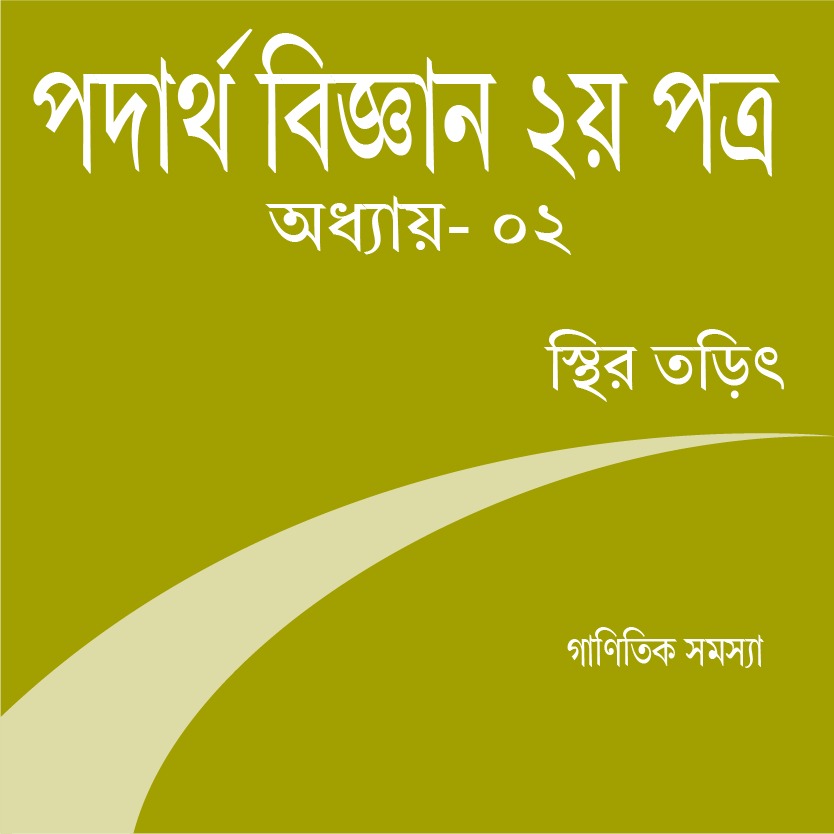 পদার্থ বিজ্ঞান ২য় পত্র
অধ্যায়- ০২
স্থির তড়িৎ
গাণিতিক সমস্যা